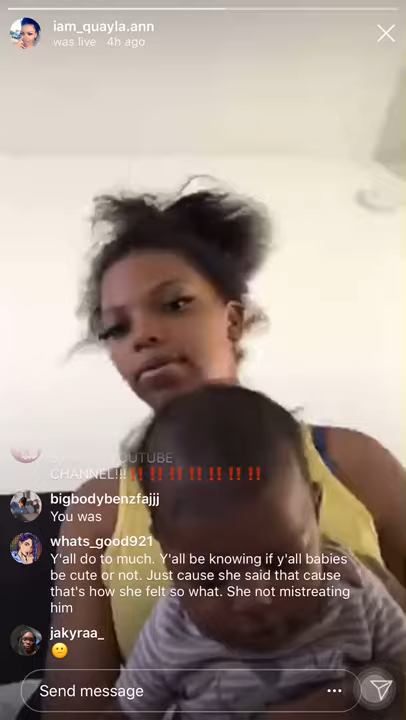 iam_quayla.ann
was live 4h ago
YOUTUBE
CHANNEL!!!‼️‼️‼️‼️‼️‼️‼️
bigbodybenzfajjj
You was
whats_good921
Y'all do to much. Y'all be knowing if y'all babies
be cute or not. Just cause she said that cause
that's how she felt so what. She not mistreating
him
jakyraa_
😕
Send message